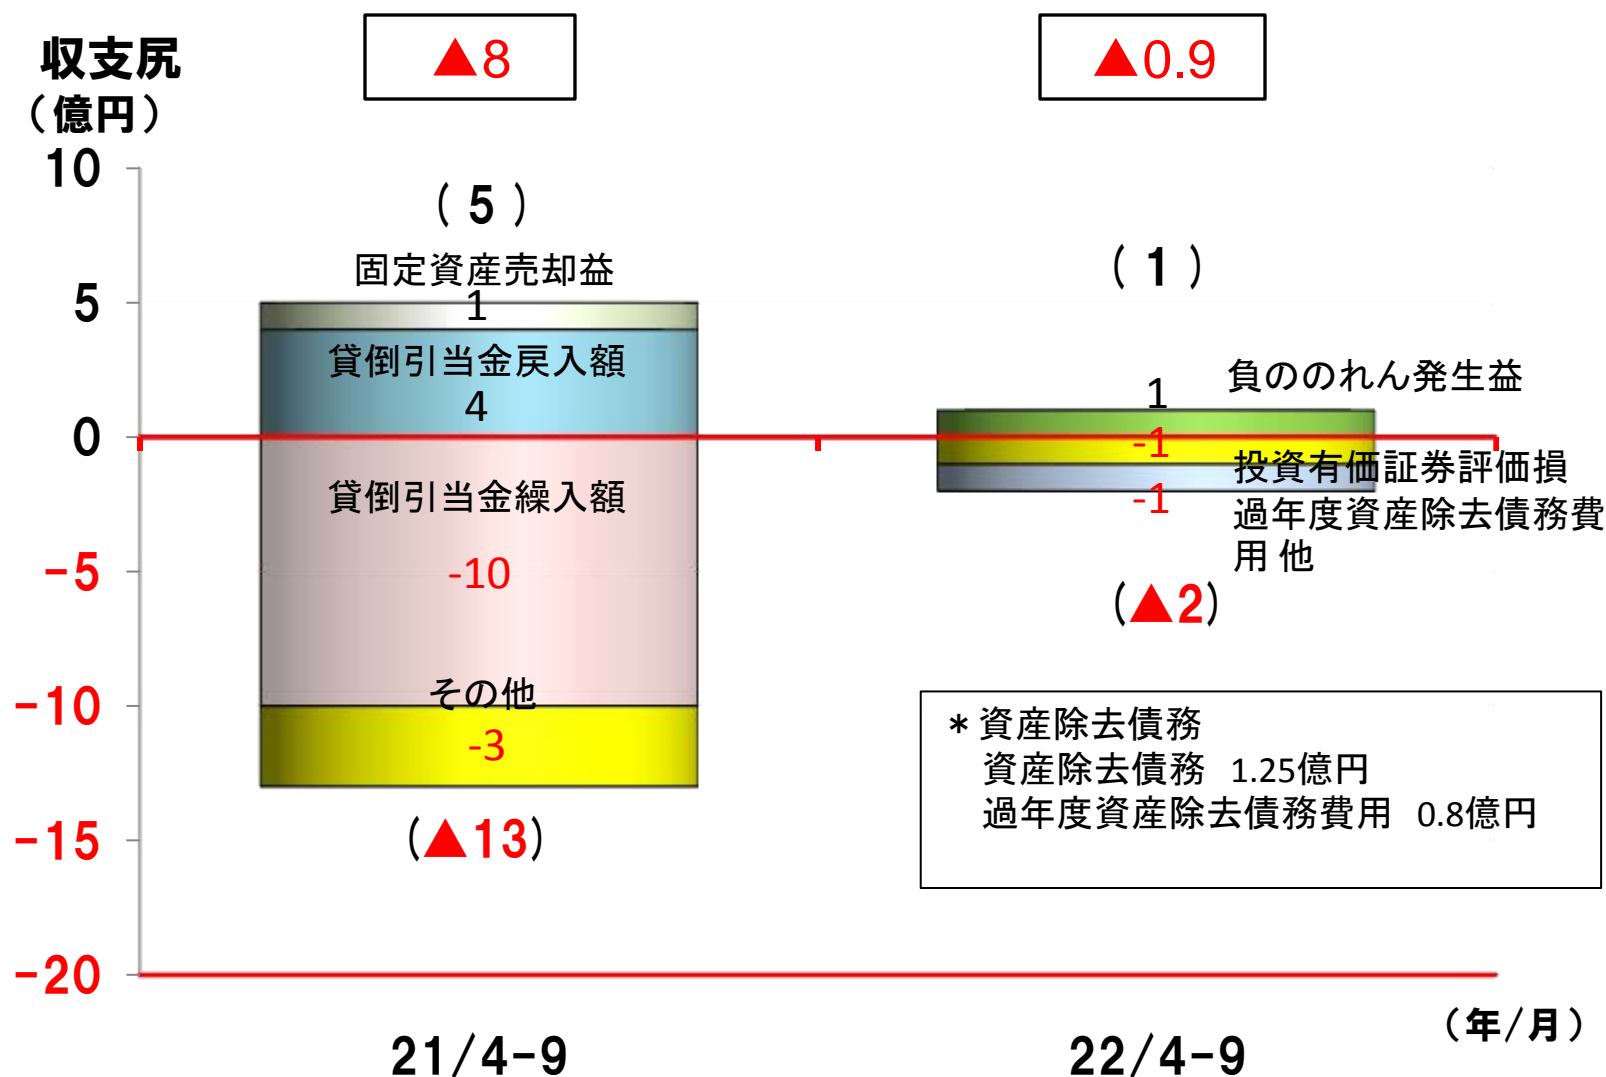 ▲8
▲0.9
収支尻
（億円）
10
5
0
-5
-10
-15
-20
（ 5 ）
固定資産売却益
1
貸倒引当金戻入額
4
貸倒引当金繰入額
-10
その他
-3
(▲13)
（ 1 ）
1
負ののれん発生益
-1
投資有価証券評価損
-1
過年度資産除去債務費
用 他
(▲2)
＊資産除去債務
資産除去債務 1.25億円
過年度資産除去債務費用 0.8億円
21/4-9
22/4-9
（年/月）